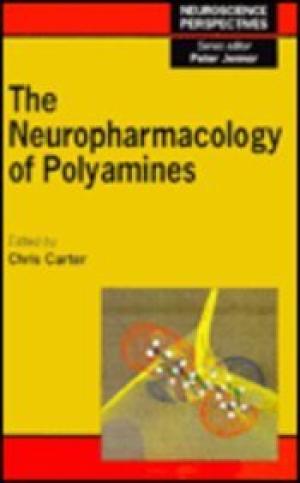 NEUROSCIENCE
PERSPECTIVES
Series editor
Peter Jenner
The
Neuropharmacology
of Polyamines
Edited by
Chris Carter